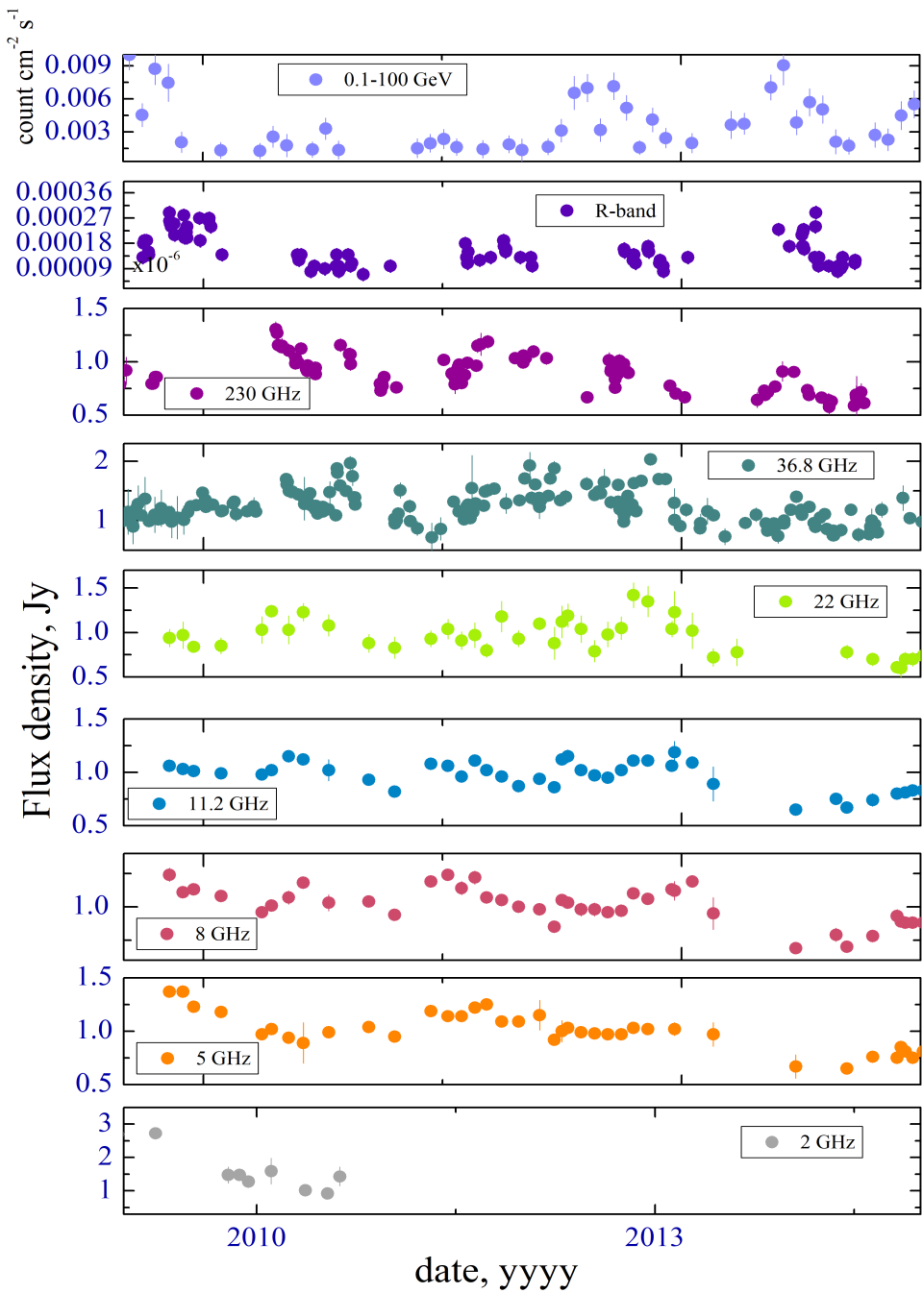 count cm-2 s-1
0.009
0.006
0.003
0.1-100 GeV
0.00036
0.00027
0.00018
0.00009
x10-6
R-band
1.5
1.0
0.5
230 GHz
2
1
36.8 GHz
Flux density, Jy
1.5
1.0
0.5
22 GHz
1.5
1.0
0.5
11.2 GHz
1.0
8 GHz
1.5
1.0
0.5
5 GHz
3
2
1
2 GHz
2010 2013
date, yyyy